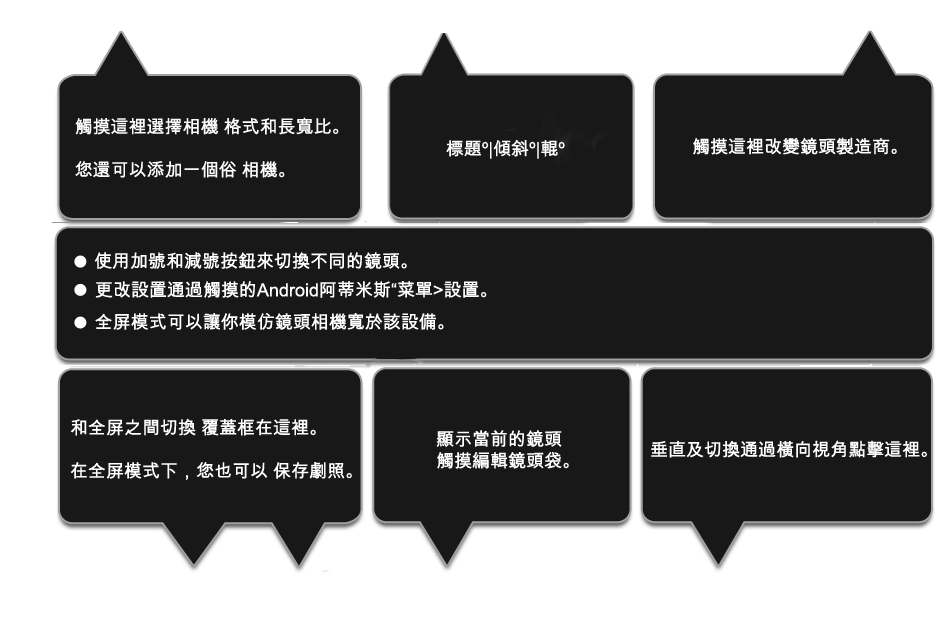 觸摸這裡選擇相機 格式和長寬比。
您還可以添加一個俗 相機。
標題º|傾斜º|輥º
觸摸這裡改變鏡頭製造商。
● 使用加號和減號按鈕來切換不同的鏡頭。
● 更改設置通過觸摸的Android阿蒂米斯“菜單>設置。
● 全屏模式可以讓你模仿鏡頭相機寬於該設備。
和全屏之間切換 覆蓋框在這裡。
在全屏模式下，您也可以 保存劇照。
顯示當前的鏡頭
觸摸編輯鏡頭袋。
垂直及切換通過橫向視角點擊這裡。